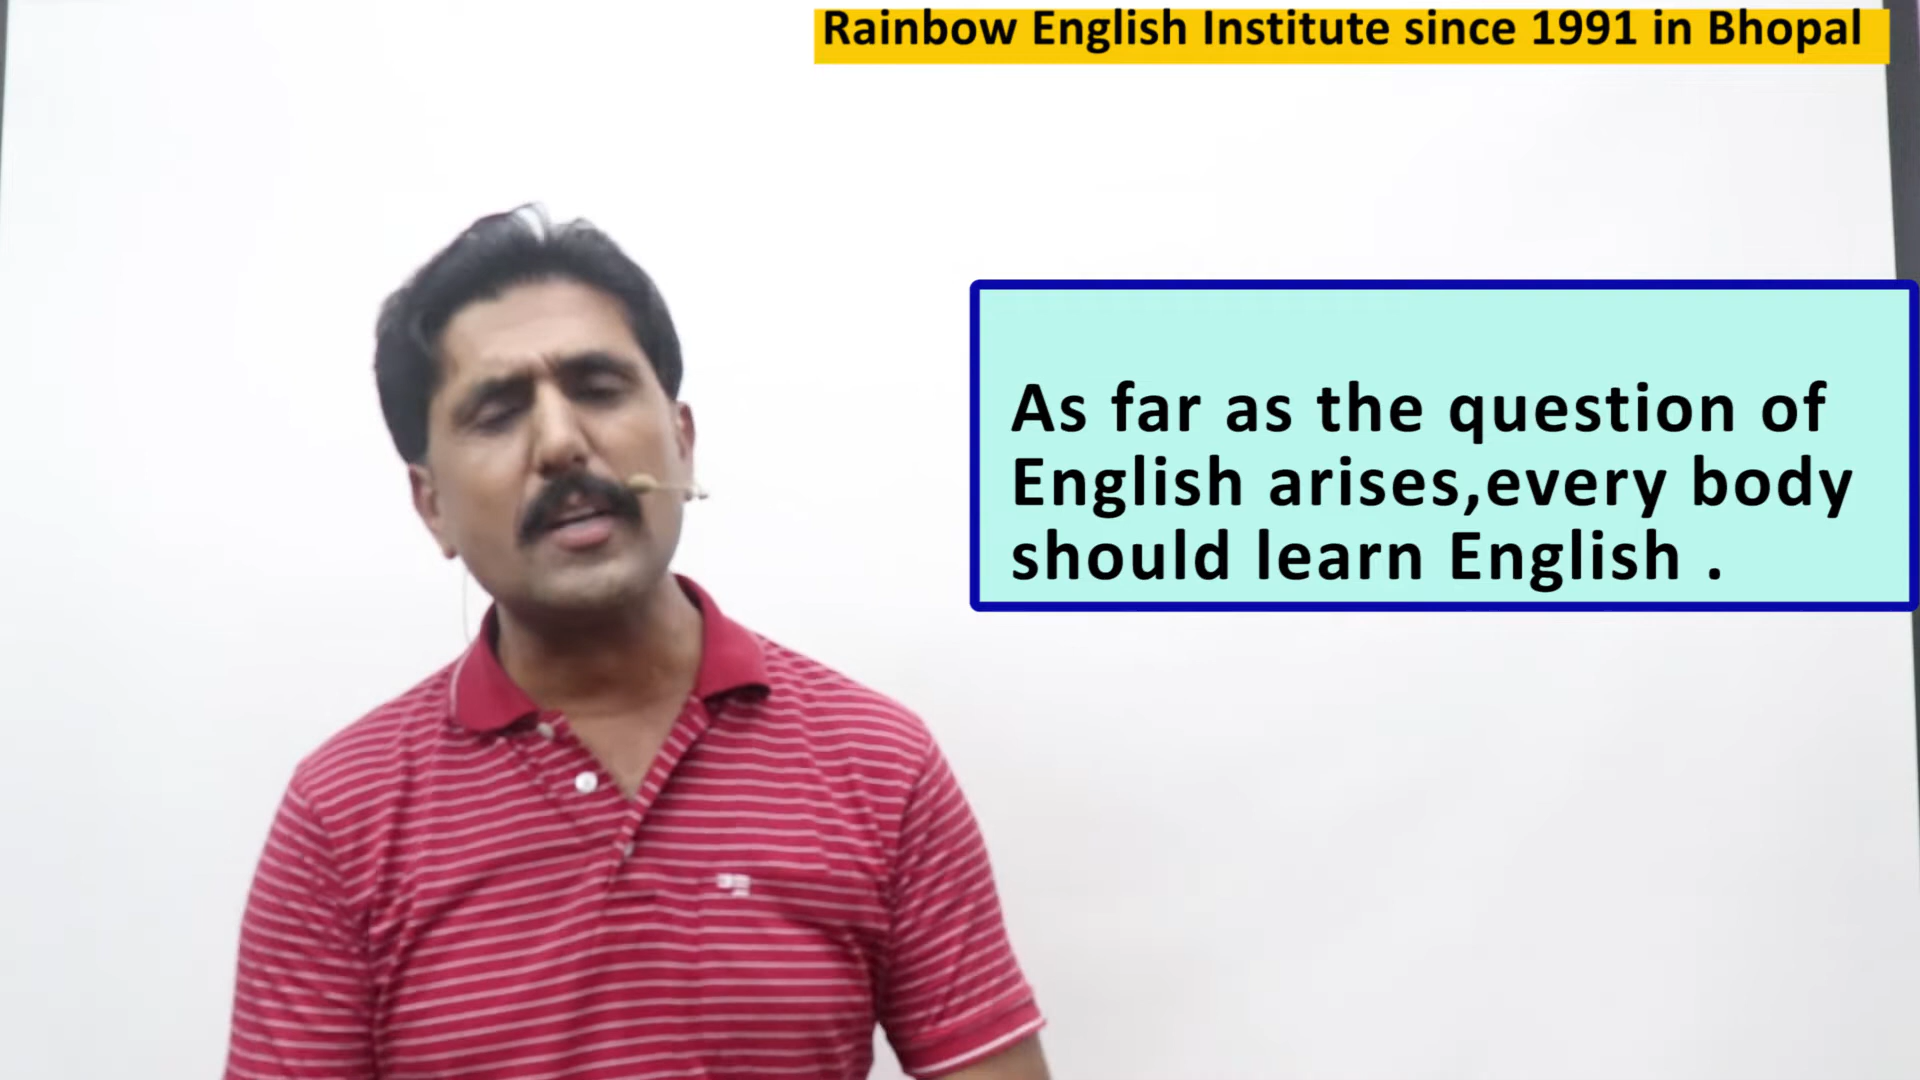 Rainbow English Institute since 1991 in Bhopal
As far as the question of
English arises,every body
should learn English .